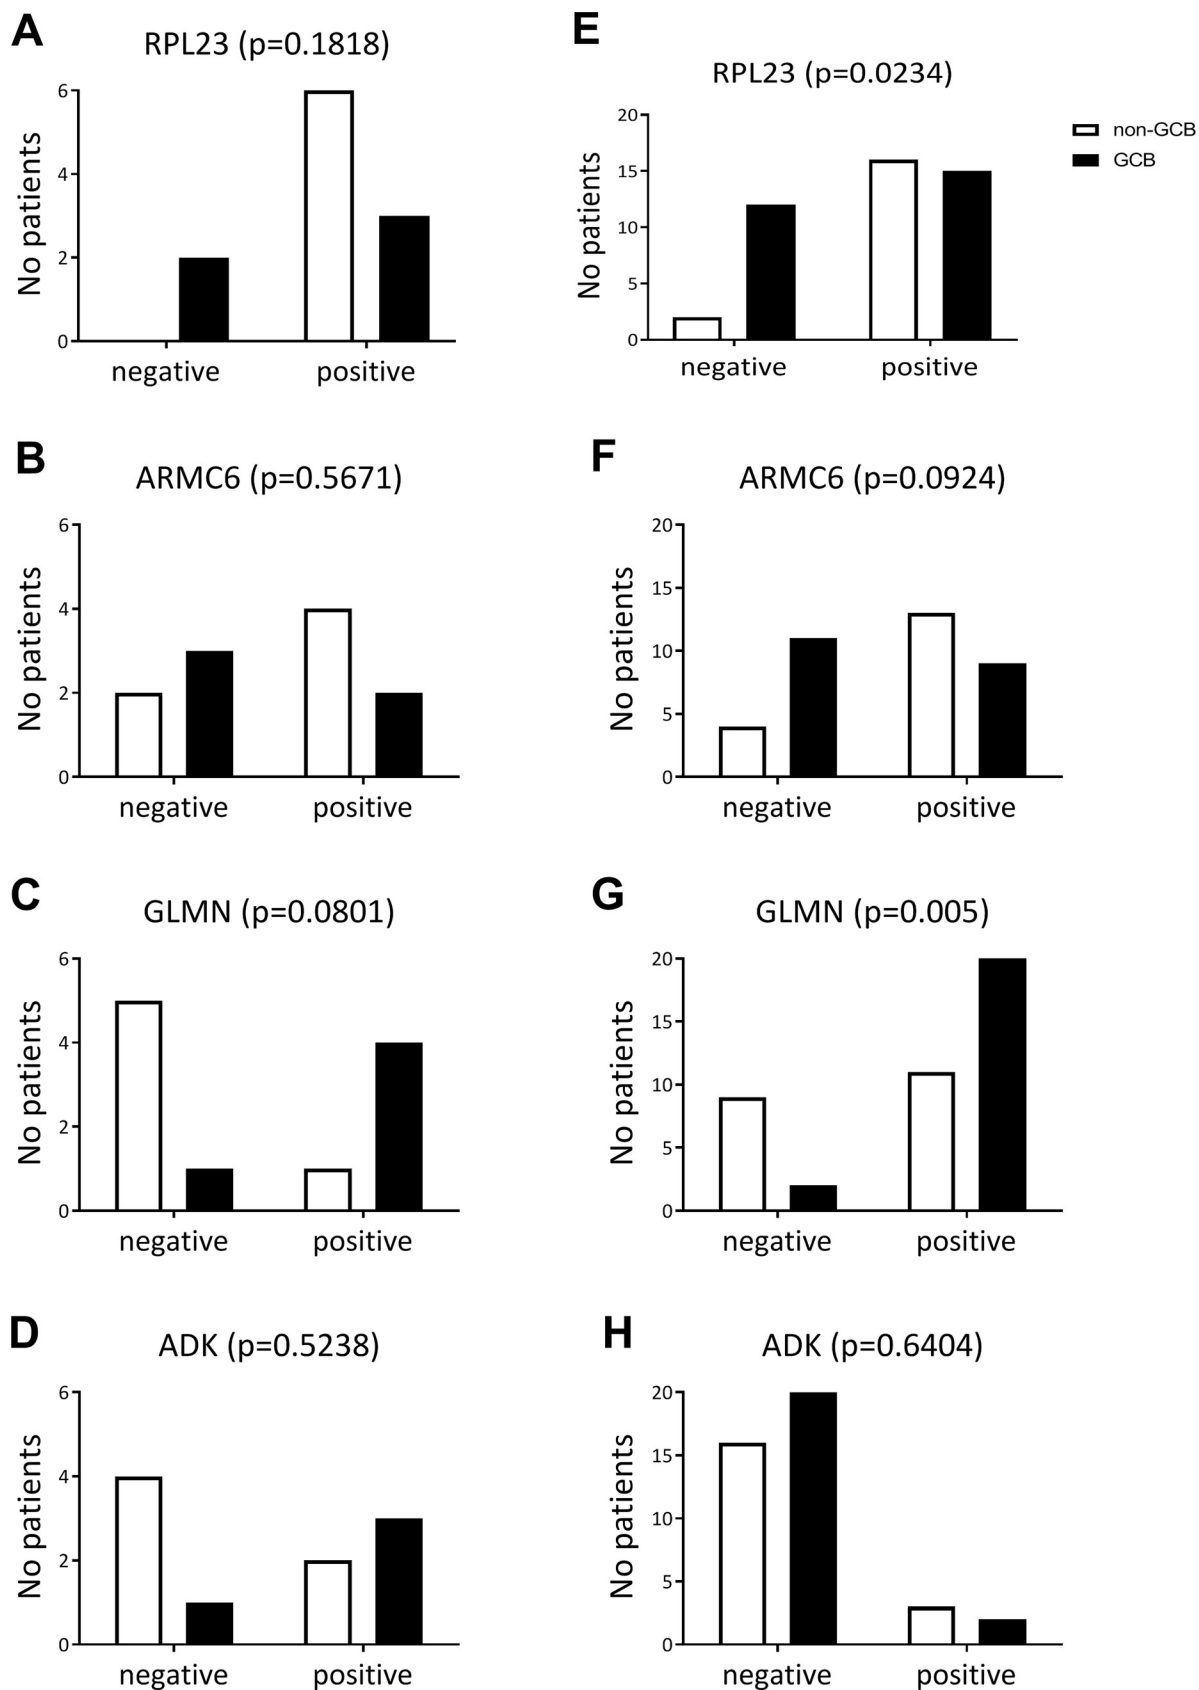 A
RPL23 (p=0.1818)
No patients
6
4
2
0
negative positive
E
RPL23 (p=0.0234)
No patients
20
15
10
5
0
negative positive
non-GCB
GCB
B
ARMC6 (p=0.5671)
No patients
6
4
2
0
negative positive
F
ARMC6 (p=0.0924)
No patients
20
15
10
5
0
negative positive
C
GLMN (p=0.0801)
No patients
6
4
2
0
negative positive
G
GLMN (p=0.005)
No patients
20
15
10
5
0
negative positive
D
ADK (p=0.5238)
No patients
6
4
2
0
negative positive
H
ADK (p=0.6404)
No patients
20
15
10
5
0
negative positive